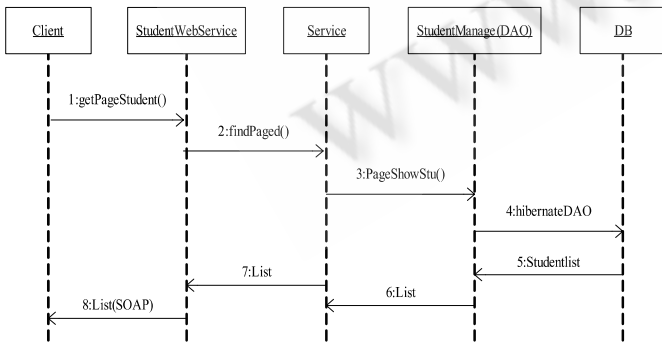 Client
StudentWebService
Service
StudentManage(DAO)
DB
1:getPageStudent()
2:findPaged()
3:PageShowStu()
4:hibernateDAO
5:Studentlist
7:List
6:List
8:List(SOAP)